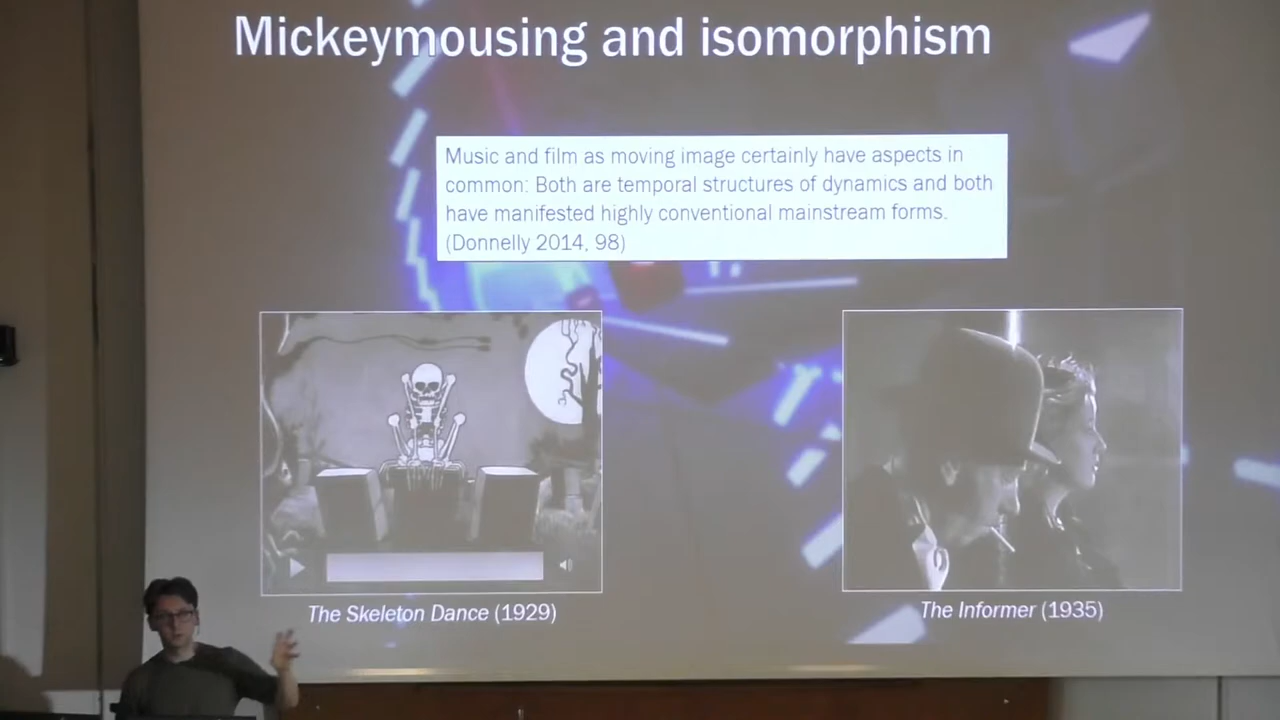 Mickeymousing and isomorphism
Music and film as moving image certainly have aspects in
common: Both are temporal structures of dynamics and both
have manifested highly conventional mainstream forms.
(Donnelly 2014, 98)
The Skeleton Dance (1929)
The Informer (1935)